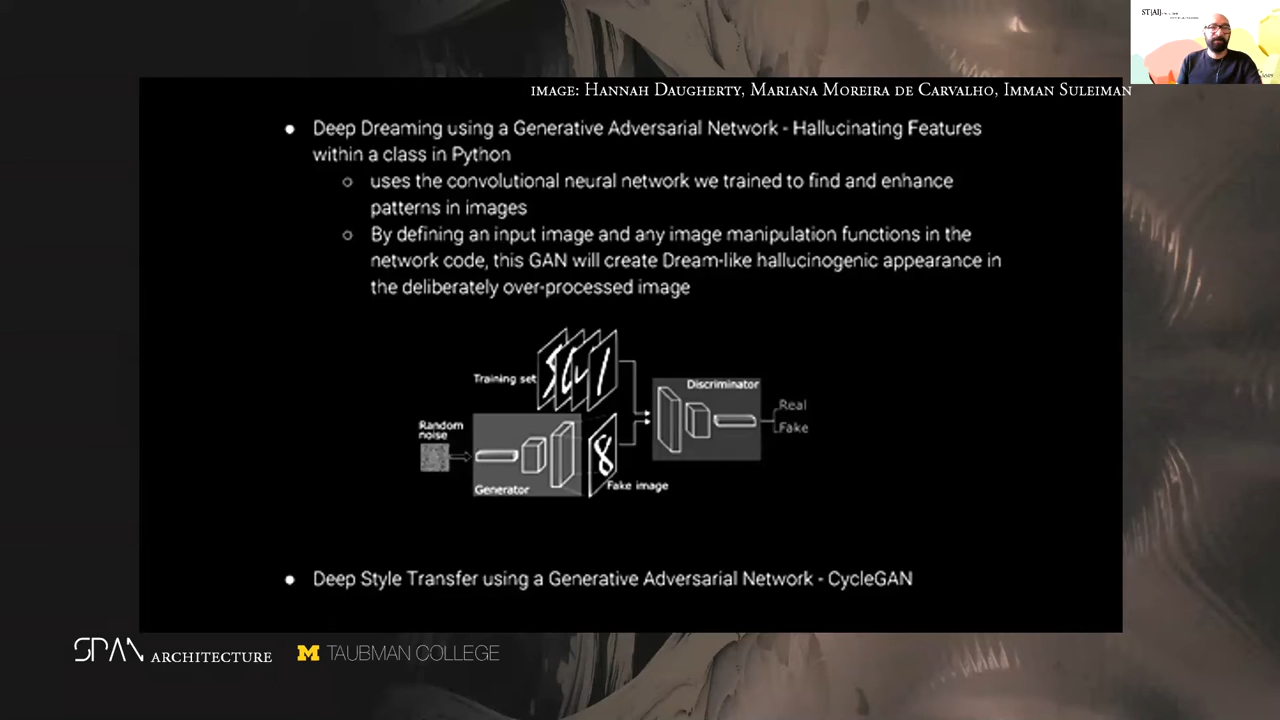 ST[AI]
image: Hannah Daugherty, Mariana Moreira de Carvalho, Imman Suleiman
● Deep Dreaming using a Generative Adversarial Network - Hallucinating Features
within a class in Python
○ uses the convolutional neural network we trained to find and enhance
patterns in images
○ By defining an input image and any image manipulation functions in the
network code, this GAN will create Dream-like hallucinogenic appearance in
the deliberately over-processed image
Training set
Discriminator
Real
Fake
Random
noise
8
Generator
Fake image
● Deep Style Transfer using a Generative Adversarial Network - CycleGAN
SPAN ARCHITECTURE
M TAUBMAN COLLEGE